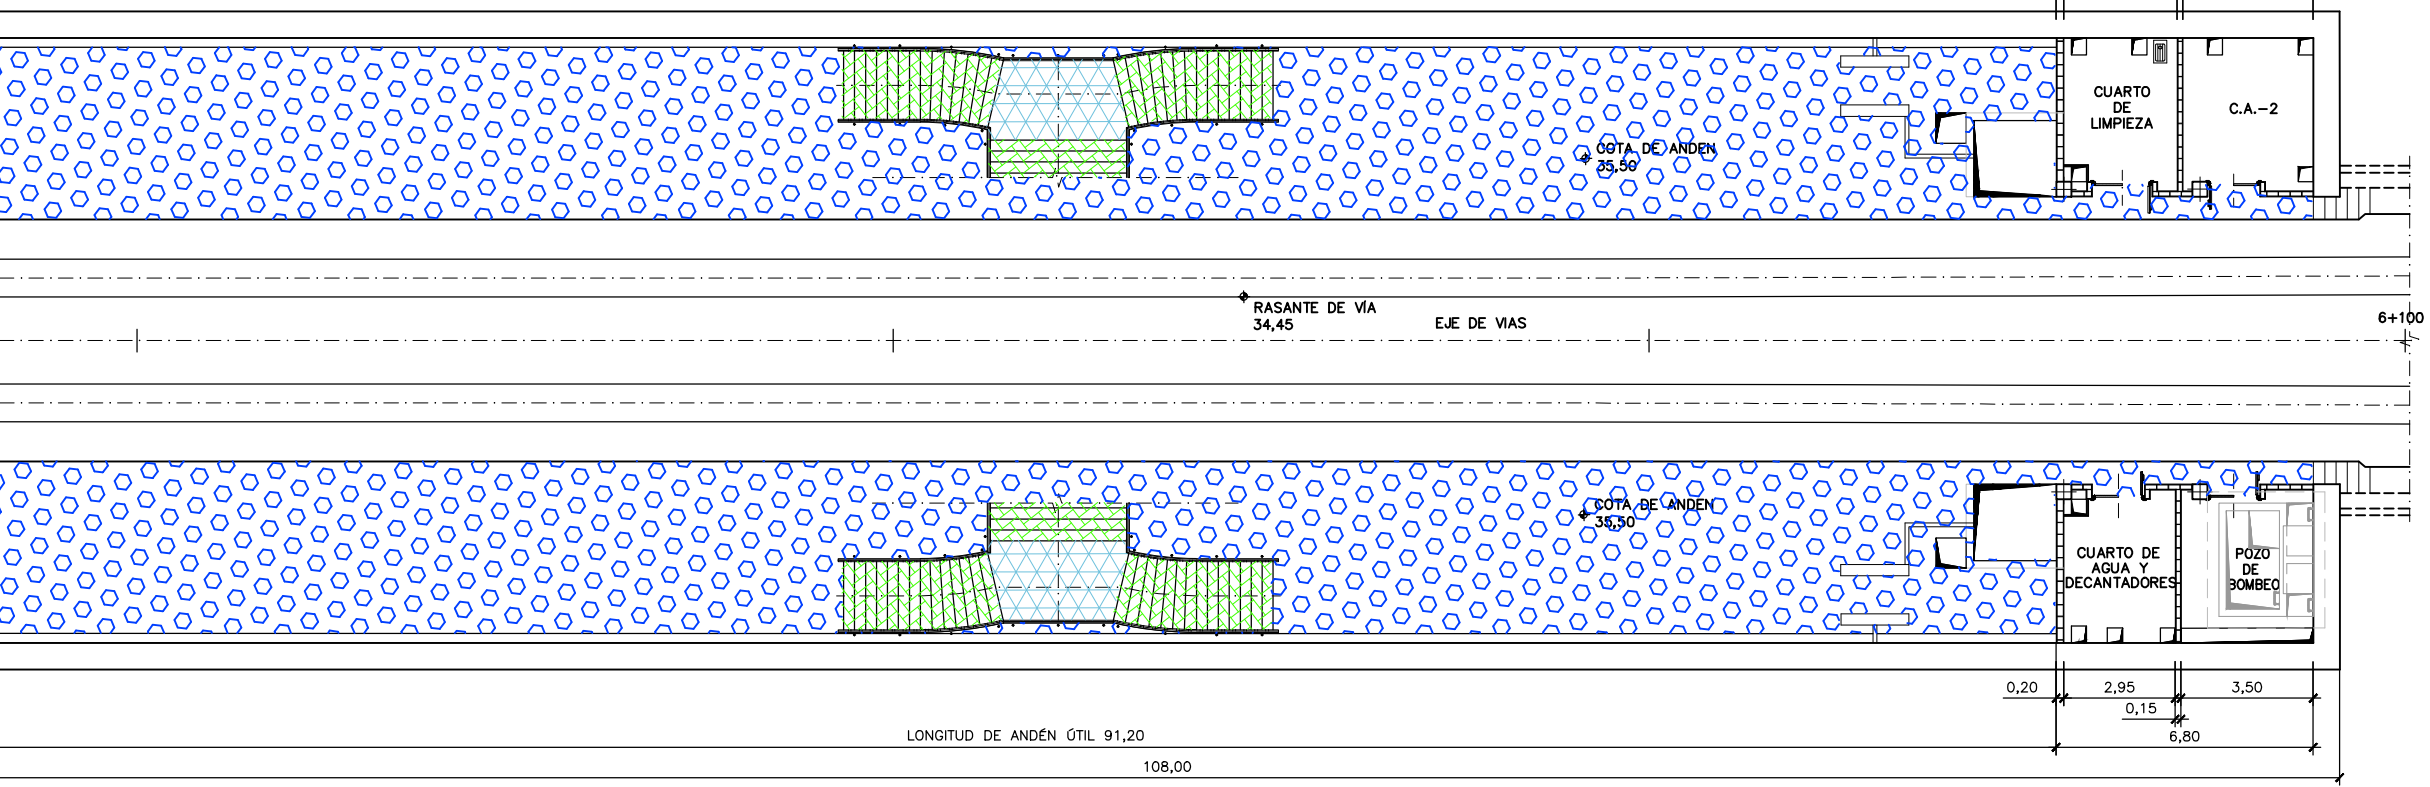 CUARTO
DE
LIMPIEZA
C.A.-2
COTA DE ANDEN
35,50
RASANTE DE VÍA
34,45
EJE DE VIAS
6+100
COTA DE ANDEN
35,50
CUARTO DE
AGUA Y
DECANTADORES
POZO
DE
BOMBEO
0,20
2,95
3,50
0,15
LONGITUD DE ANDÉN ÚTIL 91,20
6,80
108,00